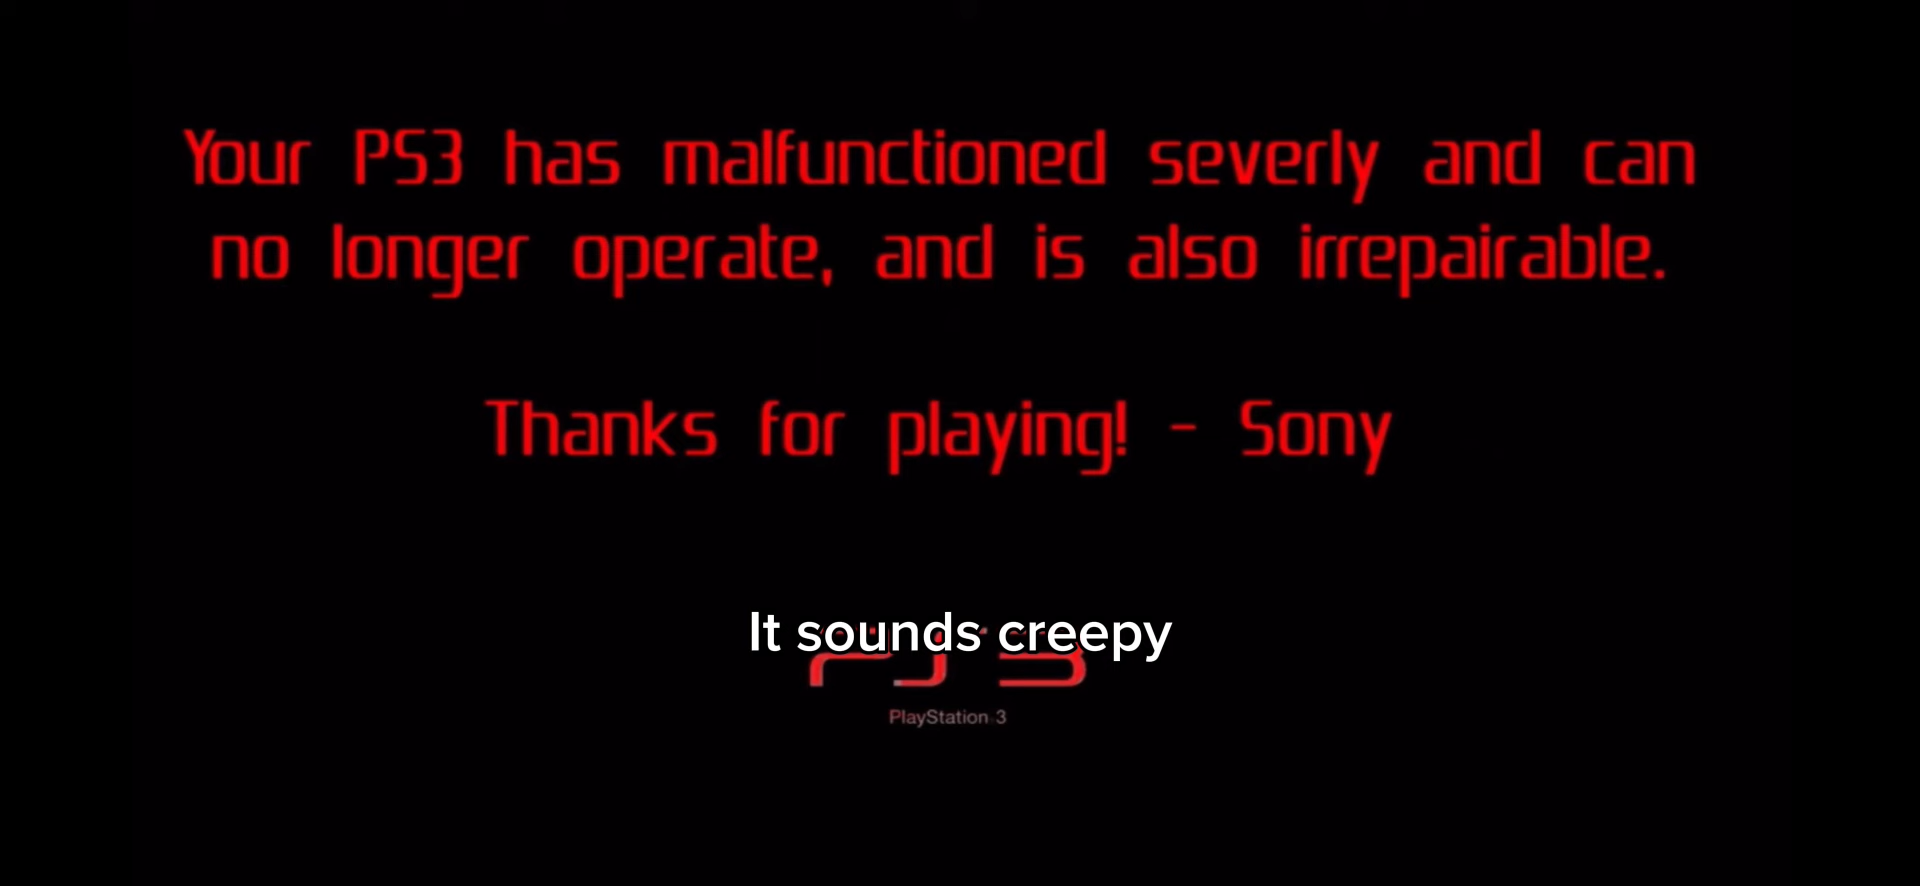 Your PS3 has malfunctioned severly and can
no longer operate, and is also irrepairable.
Thanks for playing! - Sony
It sounds creepy
PS3
PlayStation 3